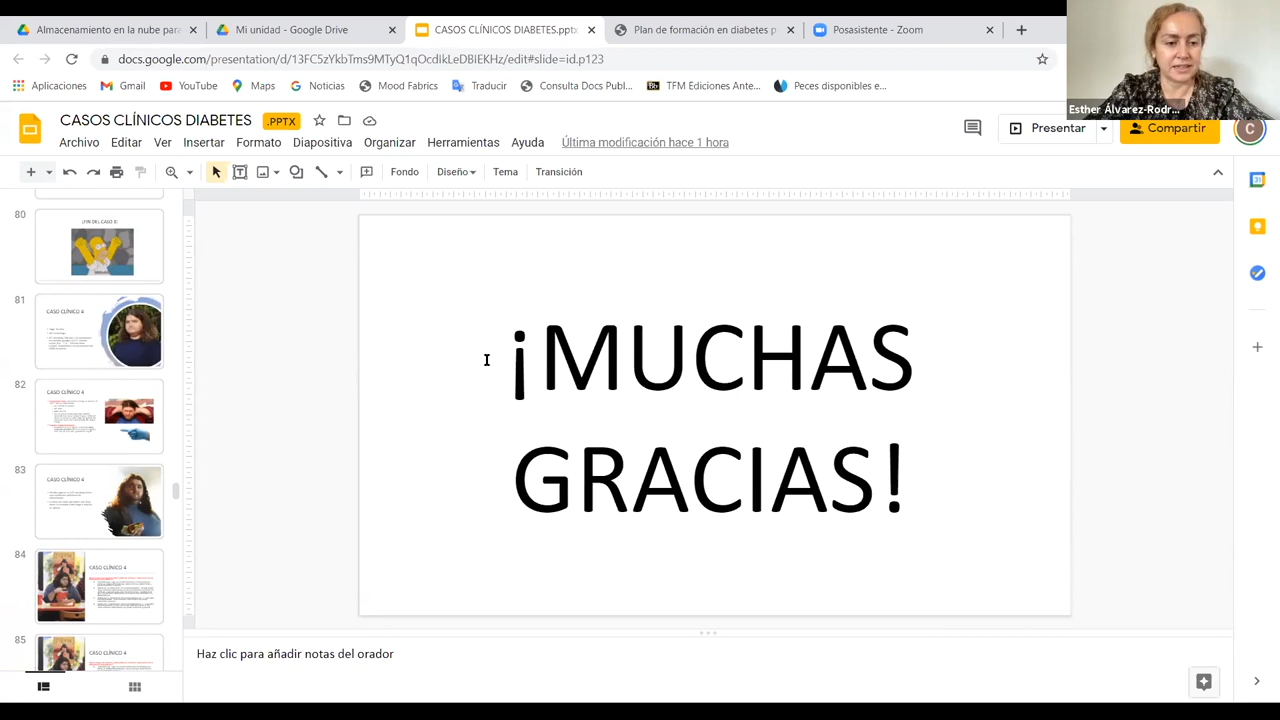 Almacenamiento en la nube para
Mi unidad - Google Drive
CASOS CLÍNICOS DIABETES.pptx
Plan de formación en diabetes p
Posasistente - Zoom
docs.google.com/presentation/d/13FC5zYkbTms9MTyQ1qOcdIkLeDBfEkHz/edit#slide=id.p123
Aplicaciones
Gmail
YouTube
Maps
Noticias
Mood Fabrics
Traducir
Consulta Docs Publ...
TFM Ediciones Ante...
Peces disponibles e...
Esther Álvarez-Rodr...
CASOS CLÍNICOS DIABETES .PPTX
Presentar
Compartir
C
Archivo Editar Ver Insertar Formato Diapositiva Organizar Herramientas Ayuda Última modificación hace 1 hora
Fondo Diseño Tema Transición
80
¡FIN DEL CASO 3!
81
CASO CLÍNICO 4
82
CASO CLÍNICO 4
83
CASO CLÍNICO 4
84
CASO CLÍNICO 4
85
CASO CLÍNICO 4
¡MUCHAS
GRACIAS!
Haz clic para añadir notas del orador